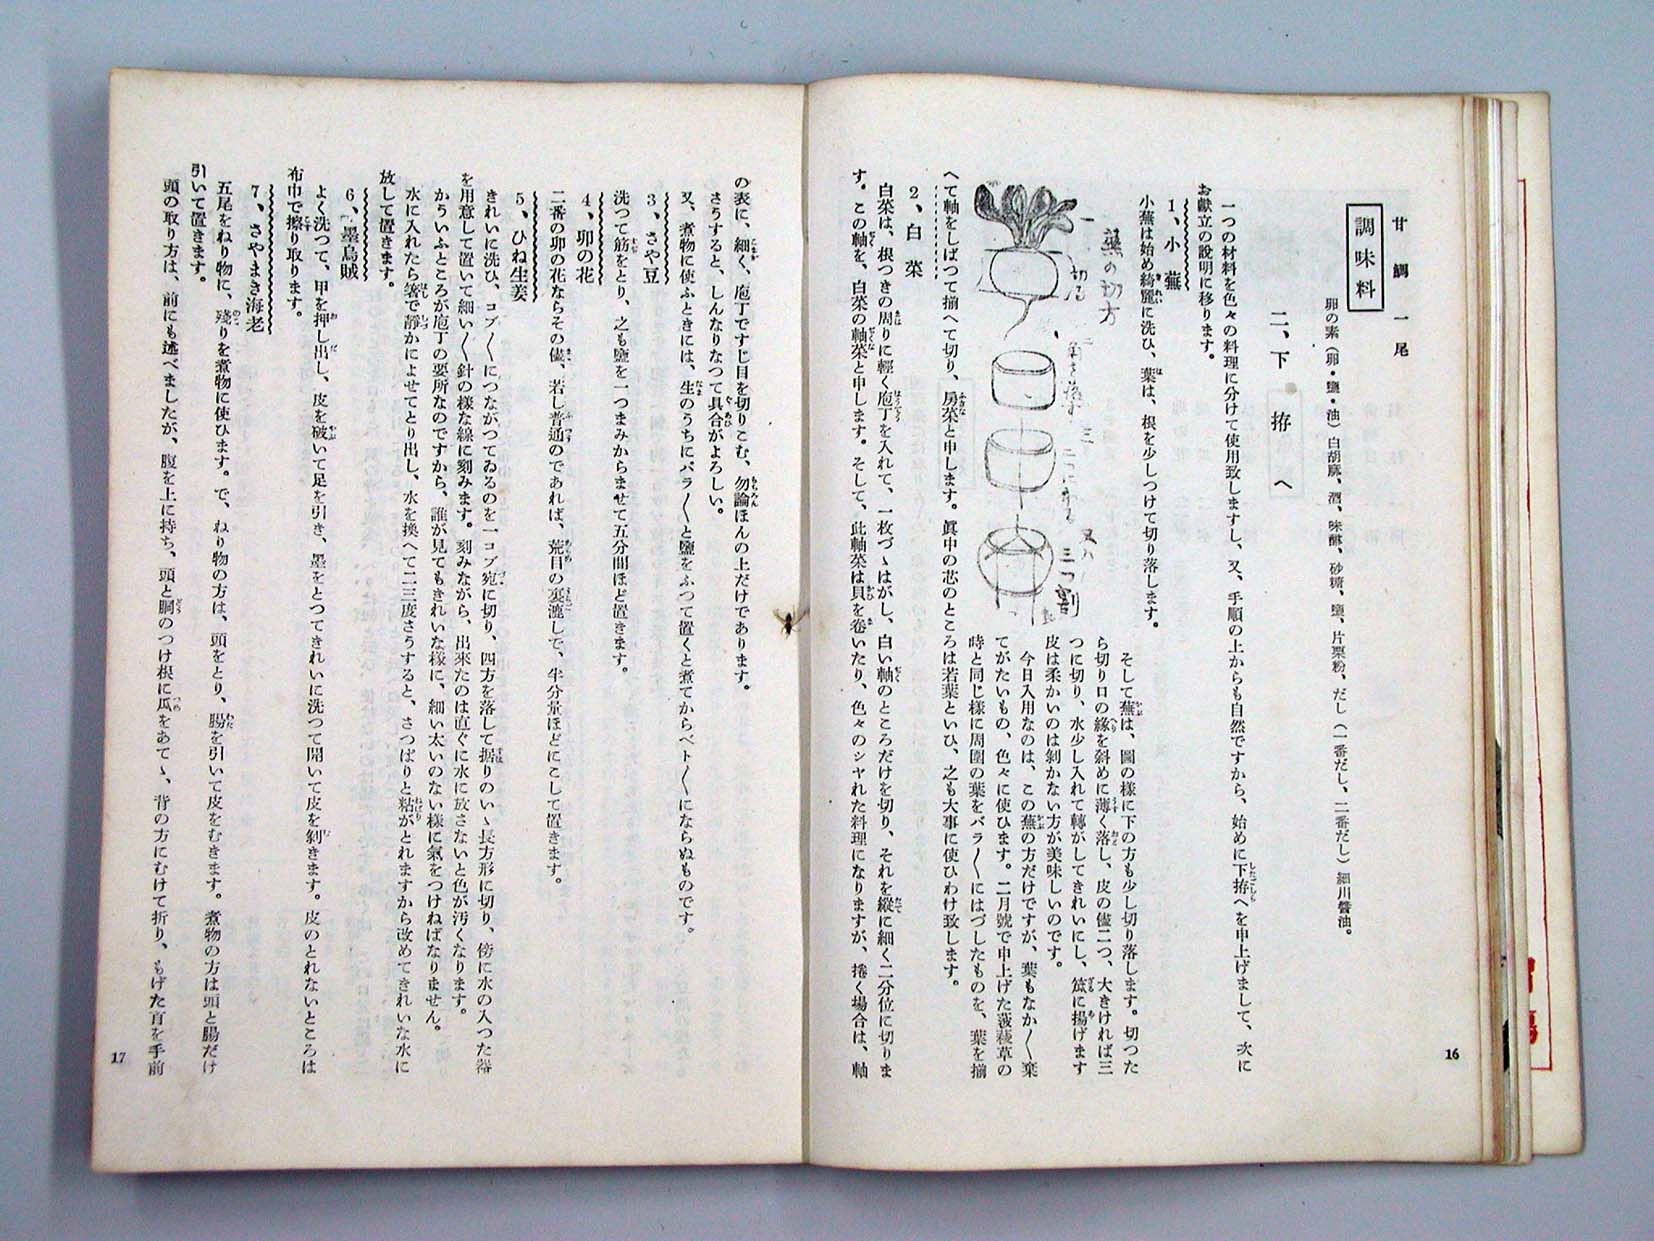 甘鯛一尾
調味料
卵の素（卵・鹽・油）白胡麻、酒、味醂、砂糖、鹽、片栗粉、だし（一番だし、二番だし）細川醬油。
二、下拵へ
一つの材料を色々の料理に分けて使用致しますし、又、手順の上からも自然ですから、始めに下拵へを申上げまして、次に
お獻立の說明に移ります。
1、小蕪
小蕪は始め綺麗に洗ひ、葉は、根を少しつけて切り落します。
蕪の切方
一
切る
二
三
二つに切る
又ハ
三つ割
そして蕪は、圖の樣に下の方も少し切り落します。切つた
ら切り口の緣を斜めに薄く落し、皮の儘二つ、大きければ三
つに切り、水少し入れて轉がしてきれいにし、笊に揚げます
皮は柔かいのは剝かない方が美味しいのです。
今日入用なのは、この蕪の方だけですが、葉もなか〱棄
てがたいもの、色々に使ひます。二月號で申上げた菠薐草の
時と同じ樣に周圍の葉をバラ〱にはづしたものを、葉を揃
へて軸をしばつて揃へて切り、房菜と申します。眞中の芯のところは若葉といひ、之も大事に使ひわけ致します。
2、白菜
白菜は、根つきの周りに輕く庖丁を入れて、一枚づゝはがし、白い軸のところだけを切り、それを縱に細く二分位に切りま
す。この軸を、白菜の軸菜と申します。そして、此軸菜は貝を卷いたり、色々のシヤれた料理になりますが、捲く場合は、軸
16
の表に、細く、庖丁ですじ目を切りこむ、勿論ほんの上だけであります。
さうすると、しんなりなつて具合がよろしい。
又、煮物に使ふときには、生のうちにバラ〱と鹽をふつて置くと煮てからベト〱にならぬものです。
3、さや豆
洗つて筋をとり、之も鹽を一つまみからませて五分間ほど置きます。
4、卯の花
二番の卯の花ならその儘、若し普通のであれば、荒目の裏漉しで、半分量ほどにこして置きます。
5、ひね生姜
きれいに洗ひ、コブ〱につながつてゐるのを一コブ宛に切り、四方を落して据りのいゝ長方形に切り、傍に水の入つた器
を用意して置いて細い〱針の樣な線に刻みます。刻みながら、出來たのは直ぐに水に放さないと色が汚くなります。
かういふところが庖丁の要所なのですから、誰が見てもきれいな樣に、細い太いのない樣に氣をつけねばなりません。
水に入れたら箸で靜かによせてとり出し、水を換へて二三度さうすると、さつぱりと粘がとれますから改めてきれいな水に
放して置きます。
6、墨烏賊
よく洗つて、甲を押し出し、皮を破いて足を引き、墨をとつてきれいに洗つて開いて皮を剝きます。皮のとれないところは
布巾で擦り取ります。
7、さやまき海老
五尾をねり物に、殘りを煮物に使ひます。で、ねり物の方は、頭をとり、腸を引いて皮をむきます。煮物の方は頭と腸だけ
引いて置きます。
頭の取り方は、前にも述べましたが、腹を上に持ち、頭と胴のつけ根に瓜をあてゝ、背の方にむけて折り、もげた首を手前
17